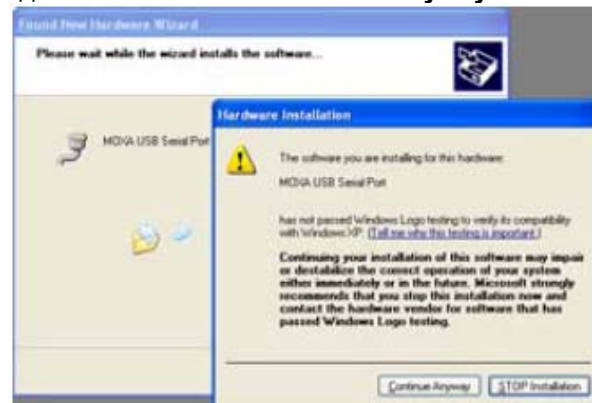 Found New Hardware Wizard
Please wait while the wizard installs the software...
MOXA USB Serial Port
Hardware Installation
The software you are installing for this hardware:
MOXA USB Serial Port
has not passed Windows Logo testing to verify its compatibility
with Windows XP. (Tell me why this testing is important.)
Continuing your installation of this software may impair
or destabilize the correct operation of your system
either immediately or in the future. Microsoft strongly
recommends that you stop this installation now and
contact the hardware vendor for software that has
passed Windows Logo testing.
Continue Anyway
STOP Installation